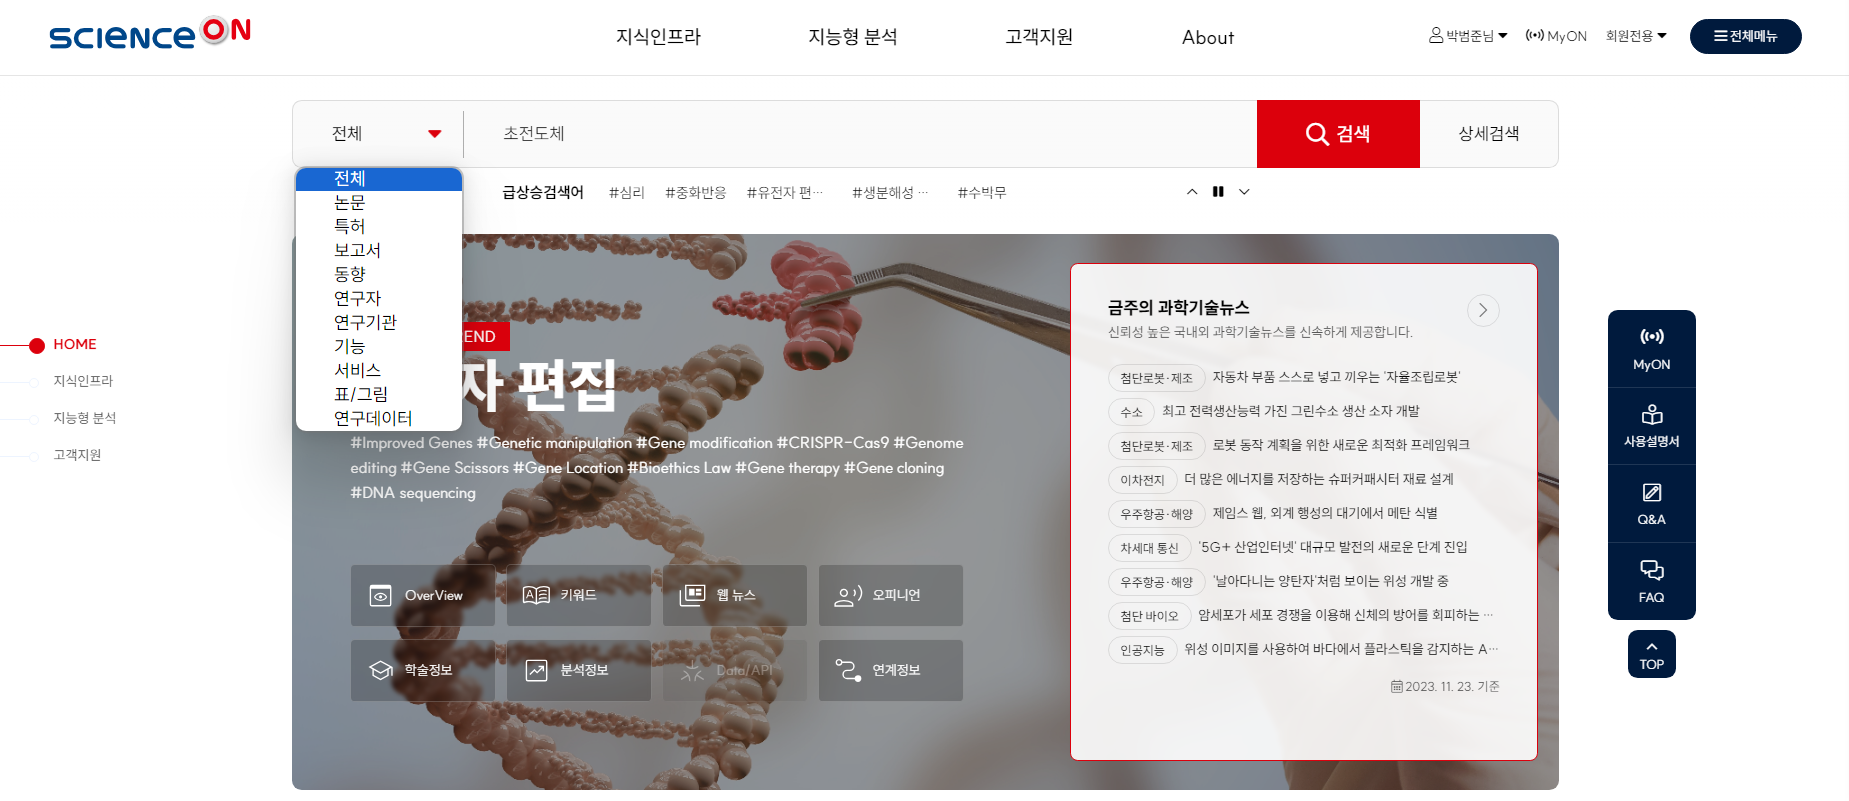 scienceON
지식인프라
지능형 분석
고객지원
About
박범준님
MyON
회원전용
전체메뉴
전체
초전도체
검색
상세검색
전체
논문
특허
보고서
동향
연구자
연구기관
기능
서비스
표/그림
연구데이터
급상승검색어
#심리
#중화반응
#유전자 편···
#생분해성 ···
#수박무
HOME
지식인프라
지능형 분석
고객지원
END
자 편집
#Improved Genes #Genetic manipulation #Gene modification #CRISPR-Cas9 #Genome
editing #Gene Scissors #Gene Location #Bioethics Law #Gene therapy #Gene cloning
#DNA sequencing
OverView
키워드
웹 뉴스
오피니언
학술정보
분석정보
Data/API
연계정보
금주의 과학기술뉴스
신뢰성 높은 국내외 과학기술뉴스를 신속하게 제공합니다.
첨단로봇·제조 자동차 부품 스스로 넣고 끼우는 '자율조립로봇'
수소 최고 전력생산능력 가진 그린수소 생산 소자 개발
첨단로봇·제조 로봇 동작 계획을 위한 새로운 최적화 프레임워크
이차전지 더 많은 에너지를 저장하는 슈퍼커패시터 재료 설계
우주항공·해양 제임스 웹, 외계 행성의 대기에서 메탄 식별
차세대 통신 '5G+ 산업인터넷' 대규모 발전의 새로운 단계 진입
우주항공·해양 '날아다니는 양탄자'처럼 보이는 위성 개발 중
첨단 바이오 암세포가 세포 경쟁을 이용해 신체의 방어를 회피하는 ···
인공지능 위성 이미지를 사용하여 바다에서 플라스틱을 감지하는 A···
2023. 11. 23. 기준
MyON
사용설명서
Q&A
FAQ
TOP